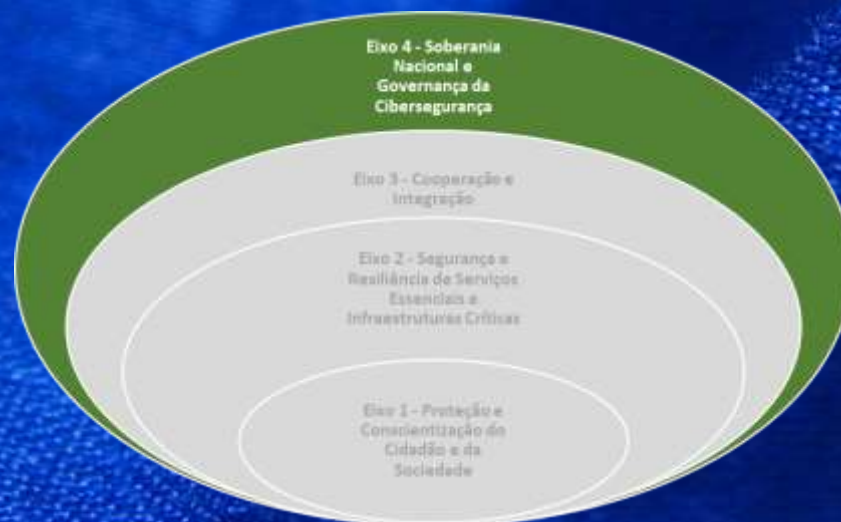 Eixo 4 - Soberania
Nacional e
Governança da
Cibersegurança
Eixo 3 - Cooperação e
Integração
Eixo 2 - Segurança e
Resiliência de Serviços
Essenciais e
Infraestruturas Críticas
Eixo 1 - Proteção e
Conscientização do
Cidadão e da
Sociedade